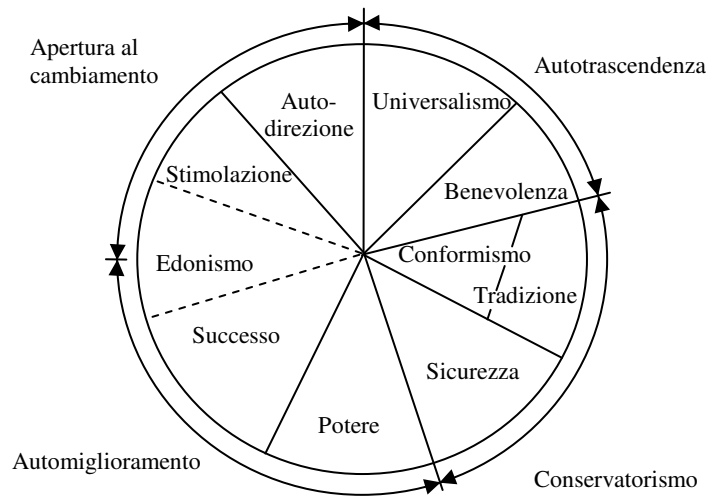 Apertura al
cambiamento
Autotrascendenza
Auto-
direzione
Universalismo
Stimolazione
Benevolenza
Edonismo
Conformismo
Tradizione
Successo
Sicurezza
Potere
Automiglioramento
Conservatorismo